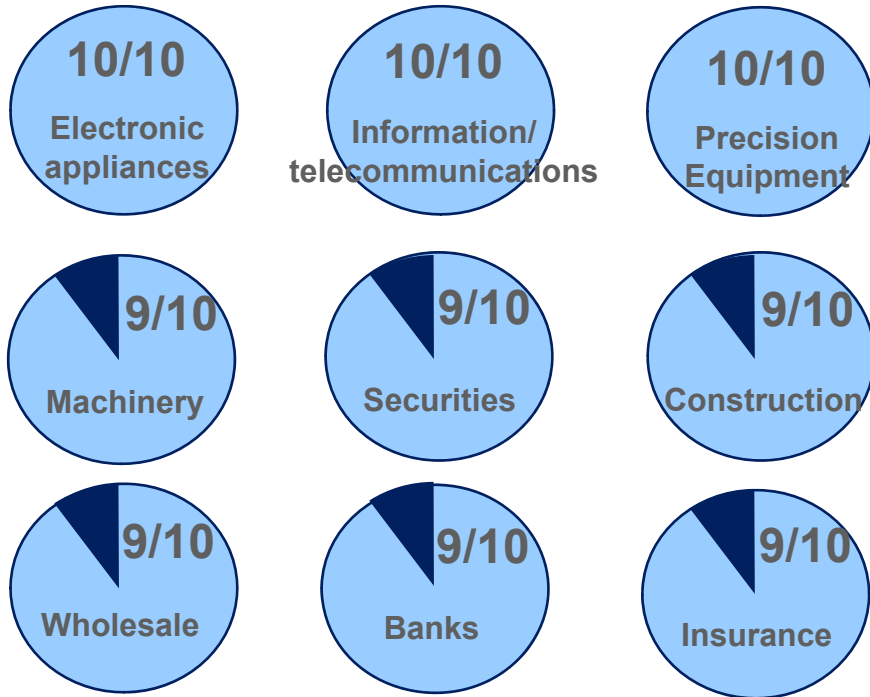 10/10
Electronic
appliances
10/10
Information/
telecommunications
10/10
Precision
Equipment
9/10
Machinery
9/10
Securities
9/10
Construction
9/10
Wholesale
9/10
Banks
9/10
Insurance